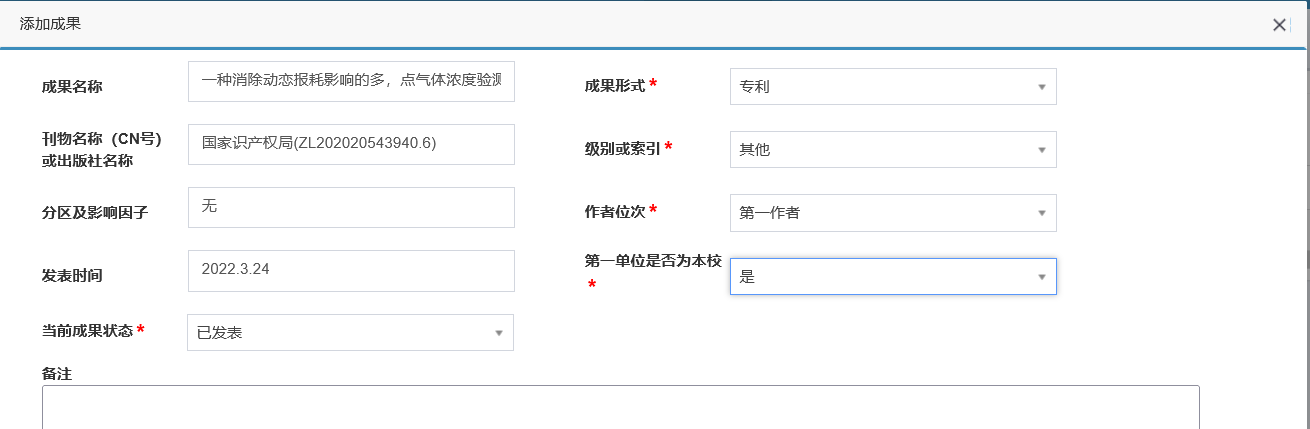 添加成果
成果名称
一种消除动态报耗影响的多，点气体浓度验测
成果形式*
专利
刊物名称（CN号）
或出版社名称
国家识产权局(ZL202020543940.6)
级别或索引*
其他
分区及影响因子
无
作者位次*
第一作者
发表时间
2022.3.24
第一单位是否为本校
*
是
当前成果状态*
已发表
备注